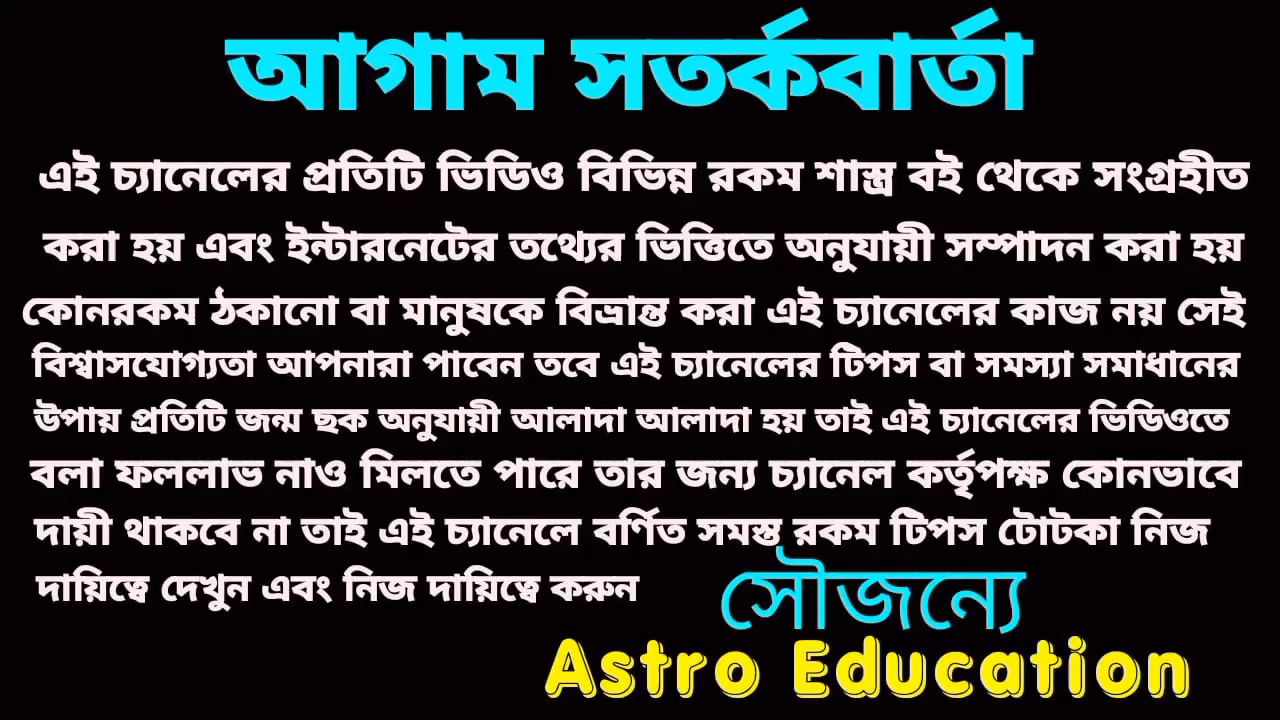 আগাম সতর্কবার্তা
এই চ্যানেলের প্রতিটি ভিডিও বিভিন্ন রকম শাস্ত্র বই থেকে সংগ্রহীত
করা হয় এবং ইন্টারনেটের তথ্যের ভিত্তিতে অনুযায়ী সম্পাদন করা হয়
কোনরকম ঠকানো বা মানুষকে বিভ্রান্ত করা এই চ্যানেলের কাজ নয় সেই
বিশ্বাসযোগ্যতা আপনারা পাবেন তবে এই চ্যানেলের টিপস বা সমস্যা সমাধানের
উপায় প্রতিটি জন্ম ছক অনুযায়ী আলাদা আলাদা হয় তাই এই চ্যানেলের ভিডিওতে
বলা ফললাভ নাও মিলতে পারে তার জন্য চ্যানেল কর্তৃপক্ষ কোনভাবে
দায়ী থাকবে না তাই এই চ্যানেলে বর্ণিত সমস্ত রকম টিপস টোটকা নিজ
দায়িত্বে দেখুন এবং নিজ দায়িত্বে করুন
সৌজন্যে
Astro Education